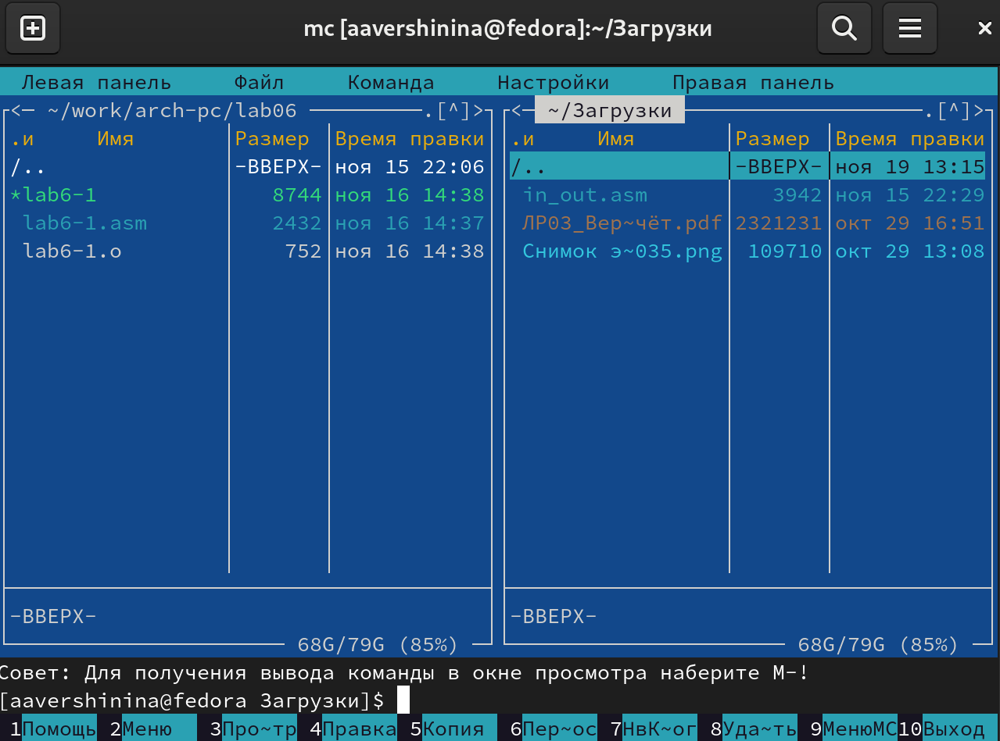 mc [aavershinina@fedora]:~/Загрузки
Левая панель Файл Команда Настройки Правая панель
<— ~/work/arch-pc/lab06 .[^]> <— ~/Загрузки .[^]>
.и Имя Размер Время правки .и Имя Размер Время правки
/.. -ВВЕРХ- ноя 15 22:06 /.. -ВВЕРХ- ноя 19 13:15
*lab6-1 8744 ноя 16 14:38 in_out.asm 3942 ноя 15 22:29
lab6-1.asm 2432 ноя 16 14:37 ЛР03_Вер~чёт.pdf 2321231 окт 29 16:51
lab6-1.o 752 ноя 16 14:38 Снимок э~035.png 109710 окт 29 13:08
-ВВЕРХ- -ВВЕРХ-
68G/79G (85%) 68G/79G (85%)
Совет: Для получения вывода команды в окне просмотра наберите M-!
[aavershinina@fedora Загрузки]$
1Помощь 2Меню 3Про~тр 4Правка 5Копия 6Пер~ос 7НвК~ог 8Уда~ть 9МенюМС 10Выход